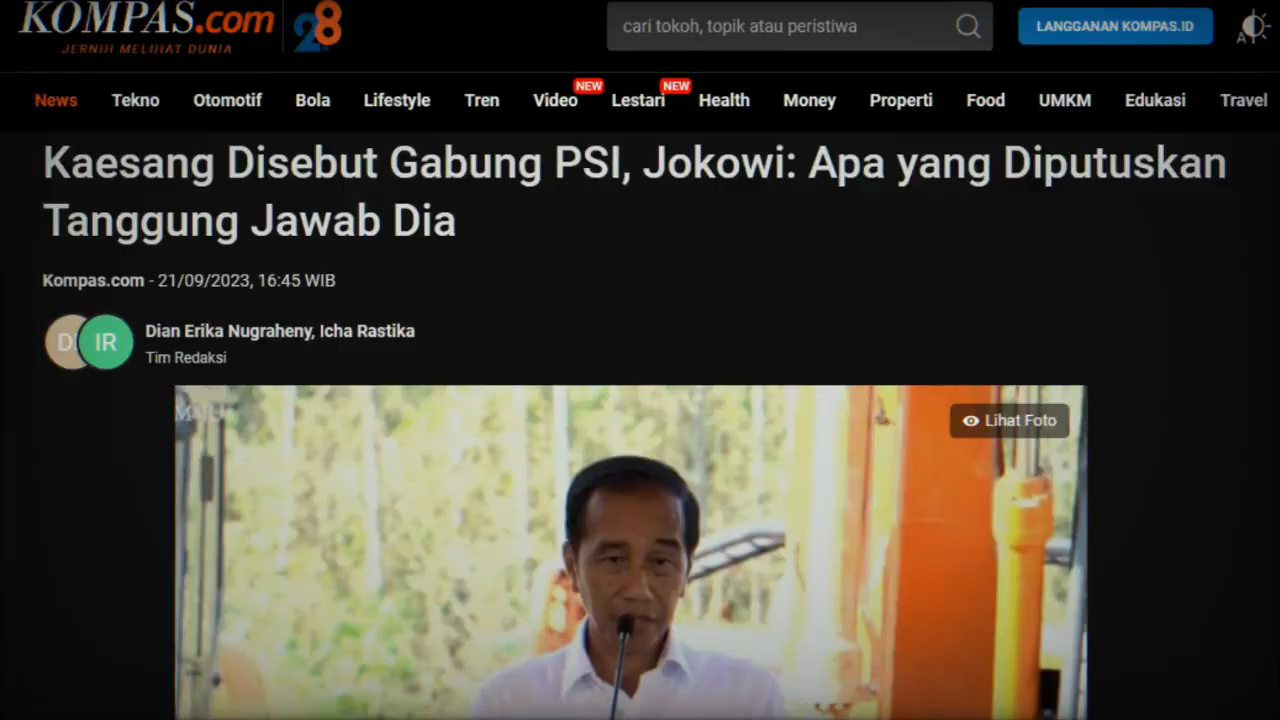 KOMPAS.com
JERNIH MELIHAT DUNIA
28
cari tokoh, topik atau peristiwa
LANGGANAN KOMPAS.ID
A
NEW
NEW
News Tekno Otomotif Bola Lifestyle Tren Video Lestari Health Money Properti Food UMKM Edukasi Travel
Kaesang Disebut Gabung PSI, Jokowi: Apa yang Diputuskan
Tanggung Jawab Dia
Kompas.com - 21/09/2023, 16:45 WIB
D IR
Dian Erika Nugraheny, Icha Rastika
Tim Redaksi
Lihat Foto